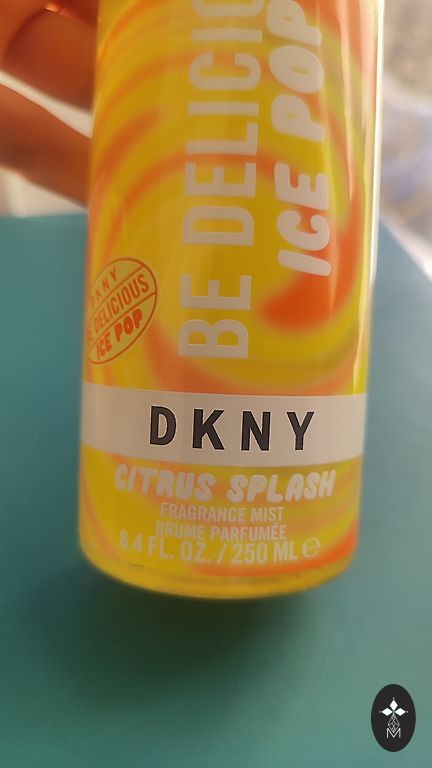 BE DELICIO
ICE POP
DKNY
BE DELICIOUS
ICE POP
DKNY
CITRUS SPLASH
FRAGRANCE MIST
BRUME PARFUMÉE
8.4 FL. OZ. / 250 ML ℮
M